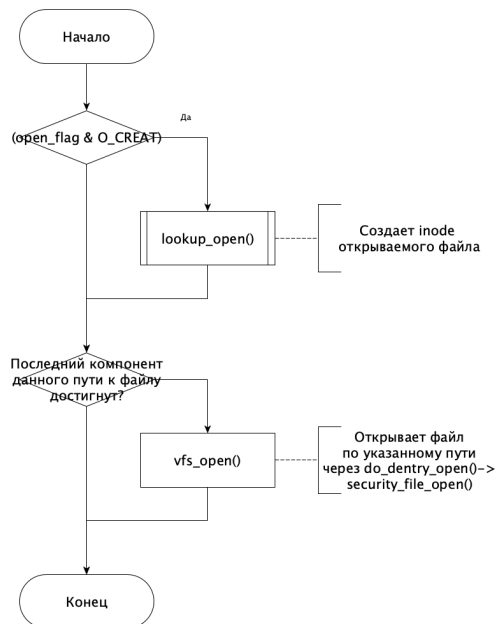 Начало
Да
(open_flag & O_CREAT)
lookup_open()
Создает inode
открываемого файла
Последний компонент
данного пути к файлу
достигнут?
vfs_open()
Открывает файл
по указанному пути
через do_dentry_open()->
security_file_open()
Конец